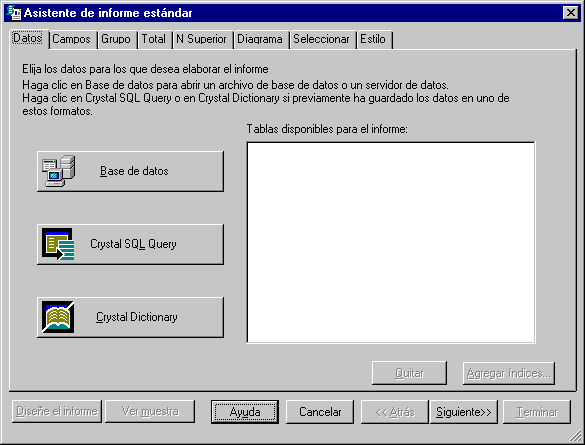 Asistente de informe estándar
Datos Campos Grupo Total N Superior Diagrama Seleccionar Estilo
Elija los datos para los que desea elaborar el informe
Haga clic en Base de datos para abrir un archivo de base de datos o un servidor de datos.
Haga clic en Crystal SQL Query o en Crystal Dictionary si previamente ha guardado los datos en uno de
estos formatos.
Tablas disponibles para el informe:
Base de datos
Crystal SQL Query
Crystal Dictionary
Quitar Agregar índices...
Diseñe el informe Ver muestra Ayuda Cancelar << Atrás Siguiente>> Terminar